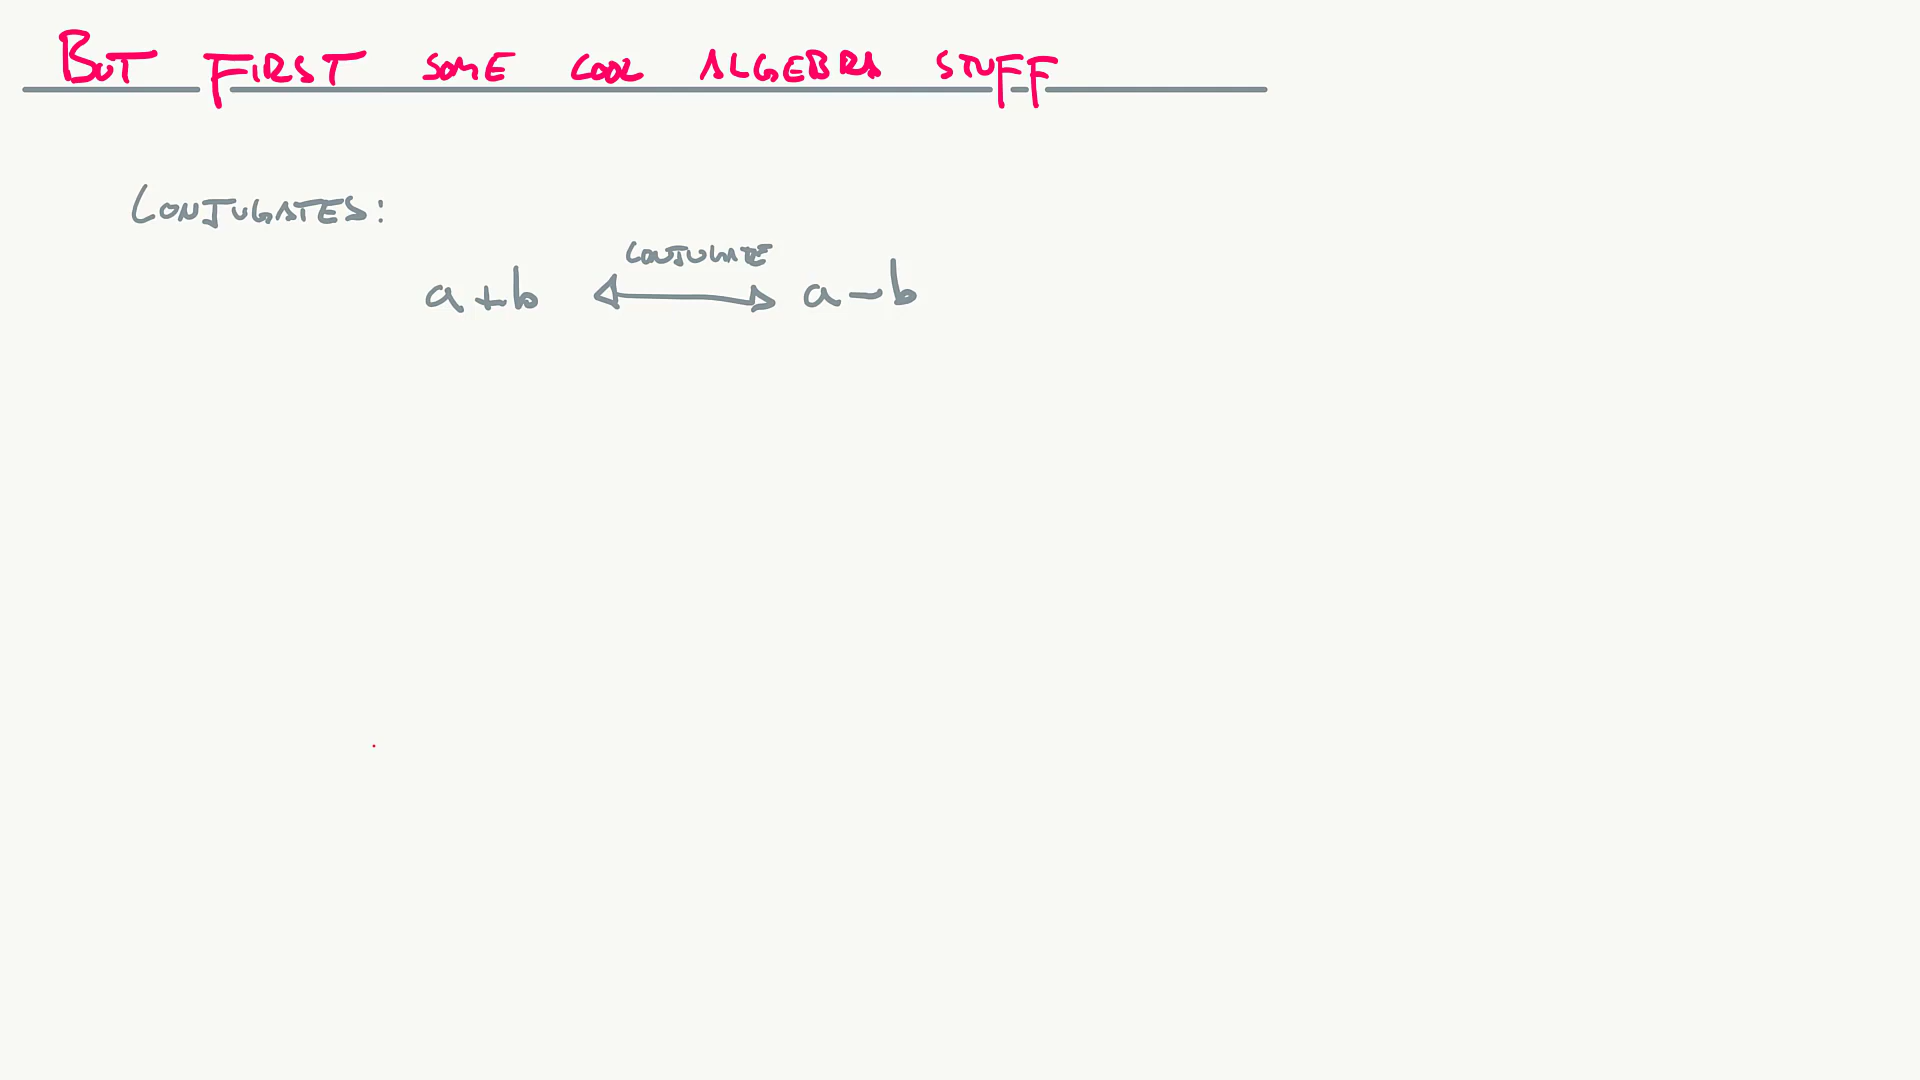 BUT FIRST SOME COOL ALGEBRA STUFF
CONJUGATES:
CONJUGATE
a+b ↔ a-b